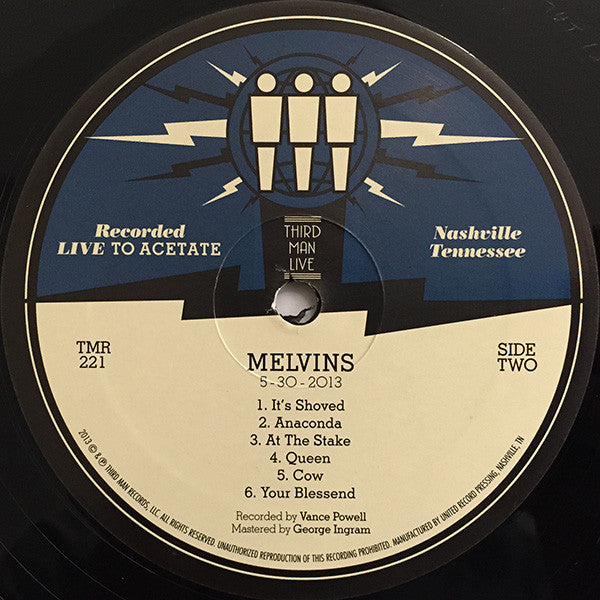 Recorded
LIVE TO ACETATE
THIRD
MAN
LIVE
Nashville
Tennessee
TMR
221
MELVINS
5-30-2013
SIDE
TWO
1. It's Shoved
2. Anaconda
3. At The Stake
4. Queen
5. Cow
6. Your Blessend
Recorded by Vance Powell
Mastered by George Ingram
2013 © & ℗ THIRD MAN RECORDS, LLC. ALL RIGHTS RESERVED. UNAUTHORIZED REPRODUCTION OF THIS RECORDING PROHIBITED. MANUFACTURED BY UNITED RECORD PRESSING, NASHVILLE, TN